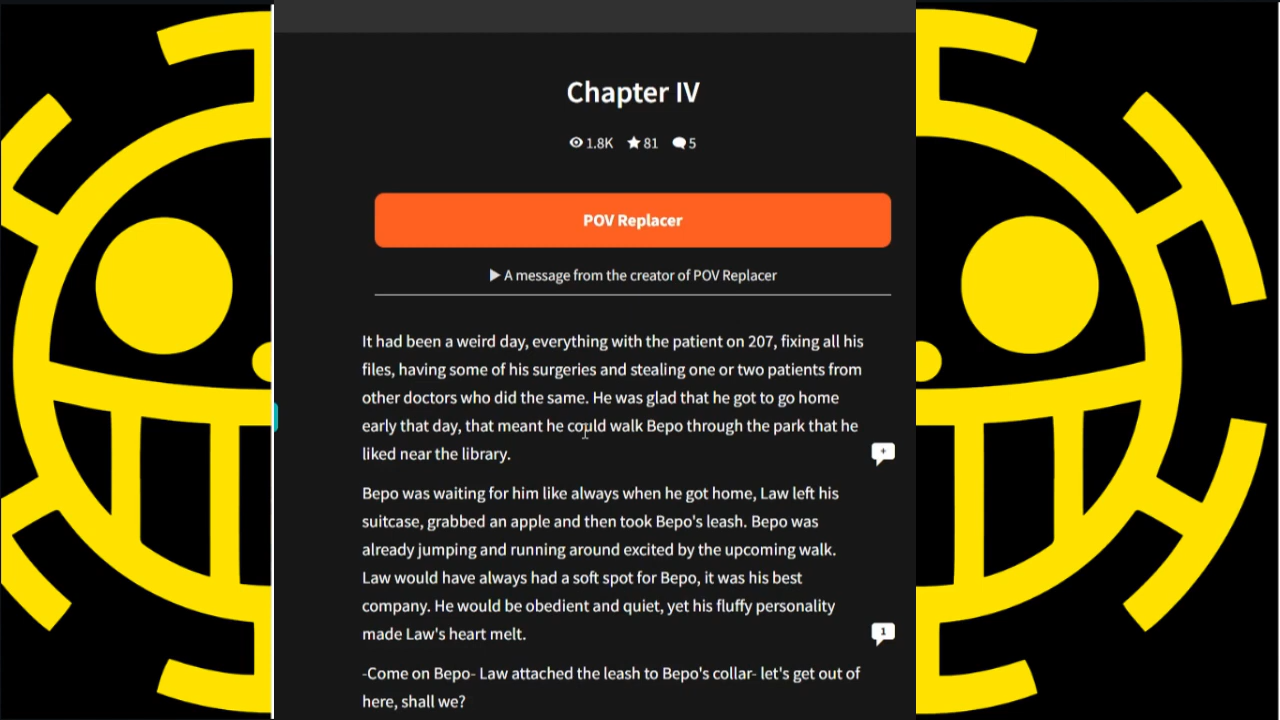 Chapter IV
1.8K 81 5
POV Replacer
A message from the creator of POV Replacer
It had been a weird day, everything with the patient on 207, fixing all his
files, having some of his surgeries and stealing one or two patients from
other doctors who did the same. He was glad that he got to go home
early that day, that meant he could walk Bepo through the park that he
liked near the library.
+
Bepo was waiting for him like always when he got home, Law left his
suitcase, grabbed an apple and then took Bepo's leash. Bepo was
already jumping and running around excited by the upcoming walk.
Law would have always had a soft spot for Bepo, it was his best
company. He would be obedient and quiet, yet his fluffy personality
made Law's heart melt.
1
-Come on Bepo- Law attached the leash to Bepo's collar- let's get out of
here, shall we?